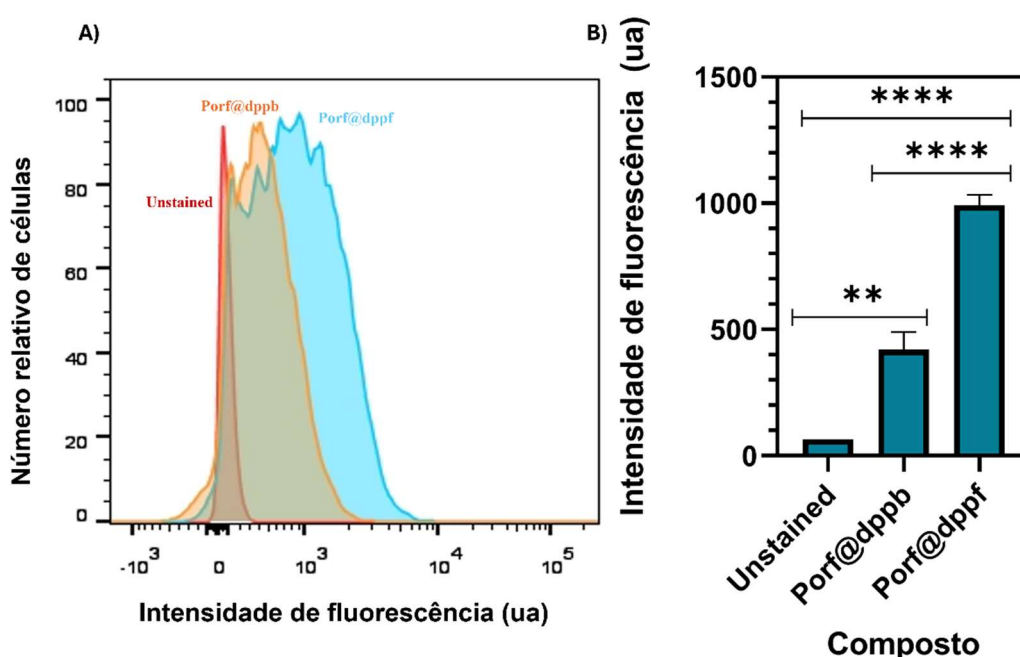 A)
Número relativo de células
100
80
60
40
20
0
Unstained
Porf@dppb
Porf@dppf
-10³
0
10³
10⁴
10⁵
Intensidade de fluorescência (ua)
B)
Intensidade de fluorescência (ua)
1500
1000
500
0
****
****
**
Unstained
Porf@dppb
Porf@dppf
Composto